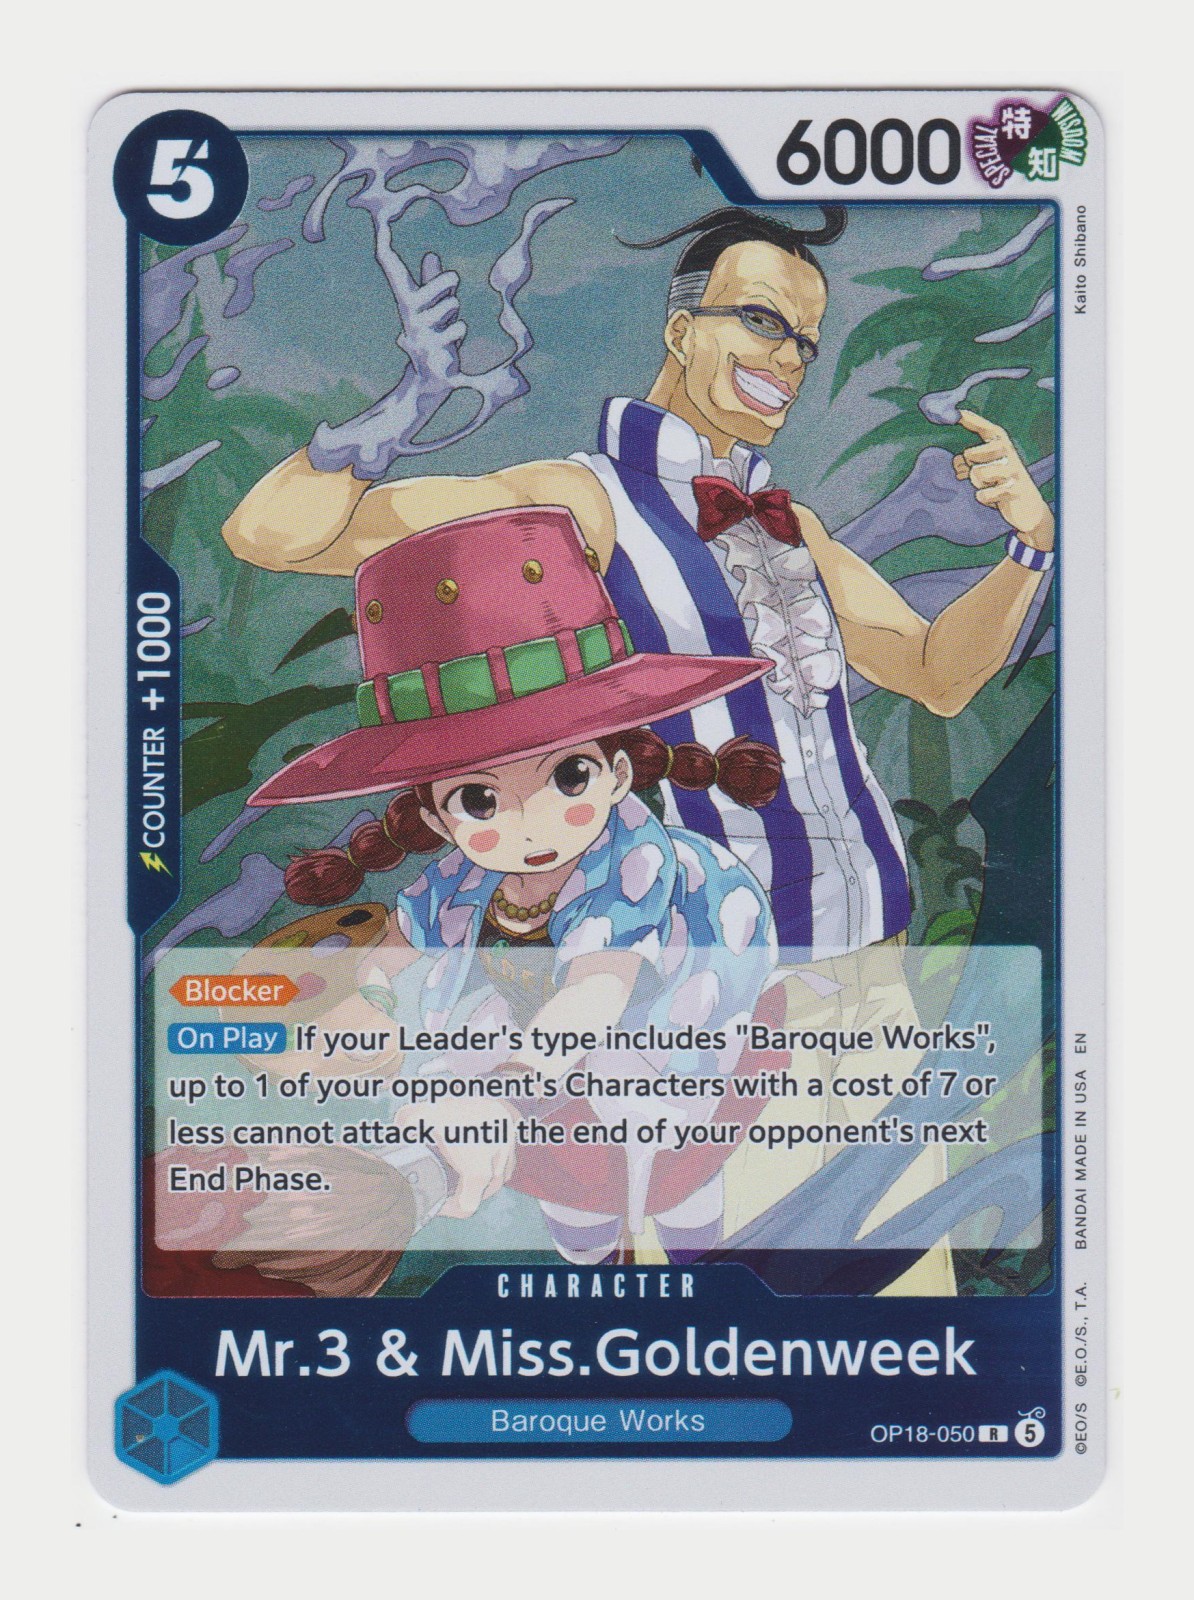 5
6000
特
知
SPECIAL
WISDOM
Kaito Shibano
COUNTER +1000
Blocker
On Play If your Leader's type includes "Baroque Works",
up to 1 of your opponent's Characters with a cost of 7 or
less cannot attack until the end of your opponent's next
End Phase.
CHARACTER
Mr.3 & Miss.Goldenweek
Baroque Works
OP18-050 R 5
©EO/S ©E.O./S., T.A. BANDAI MADE IN USA EN